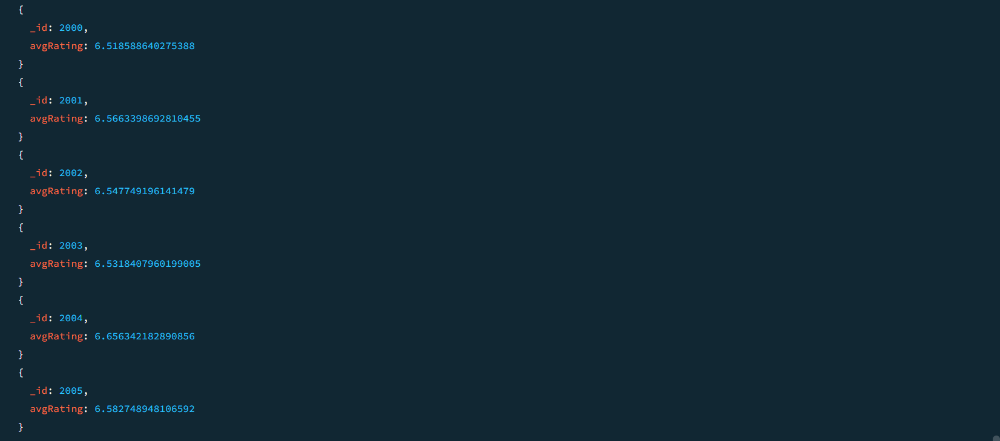 {
_id: 2000,
avgRating: 6.518588640275388
}
{
_id: 2001,
avgRating: 6.5663398692810455
}
{
_id: 2002,
avgRating: 6.547749196141479
}
{
_id: 2003,
avgRating: 6.5318407960199005
}
{
_id: 2004,
avgRating: 6.656342182890856
}
{
_id: 2005,
avgRating: 6.582748948106592
}